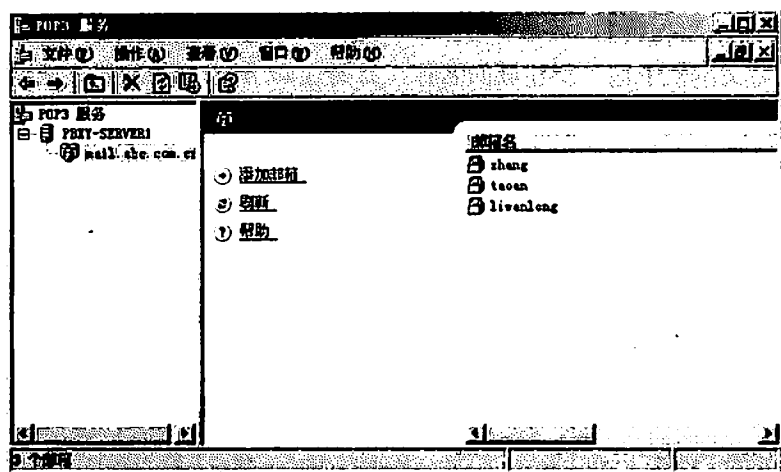 POP3 服务
文件(F) 操作(A) 查看(V) 窗口(W) 帮助(H)
POP3 服务
PBXY-SERVER1
mail.abc.com.cn
邮箱名
添加邮箱
刷新
帮助
zhang
taoan
liwenlong
3 个邮箱